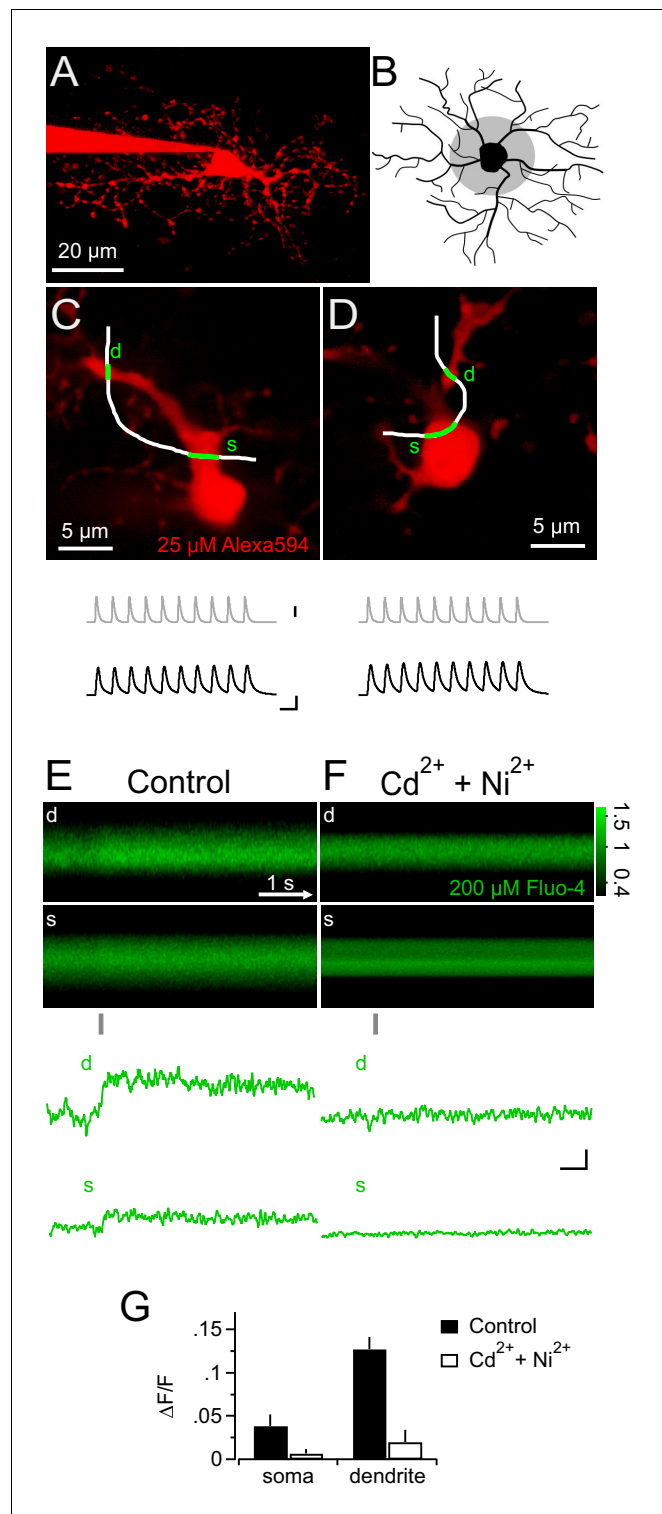 A
B
20 µm
C
D
d
d
s
s
5 µm
25 µM Alexa594
5 µm
E
Control
F
Cd2+ + Ni2+
d
d
1 s
200 µM Fluo-4
1.5
1
0.4
s
s
d
d
s
s
G
.15
.1
.05
0
ΔF/F
soma
dendrite
Control
Cd2+ + Ni2+